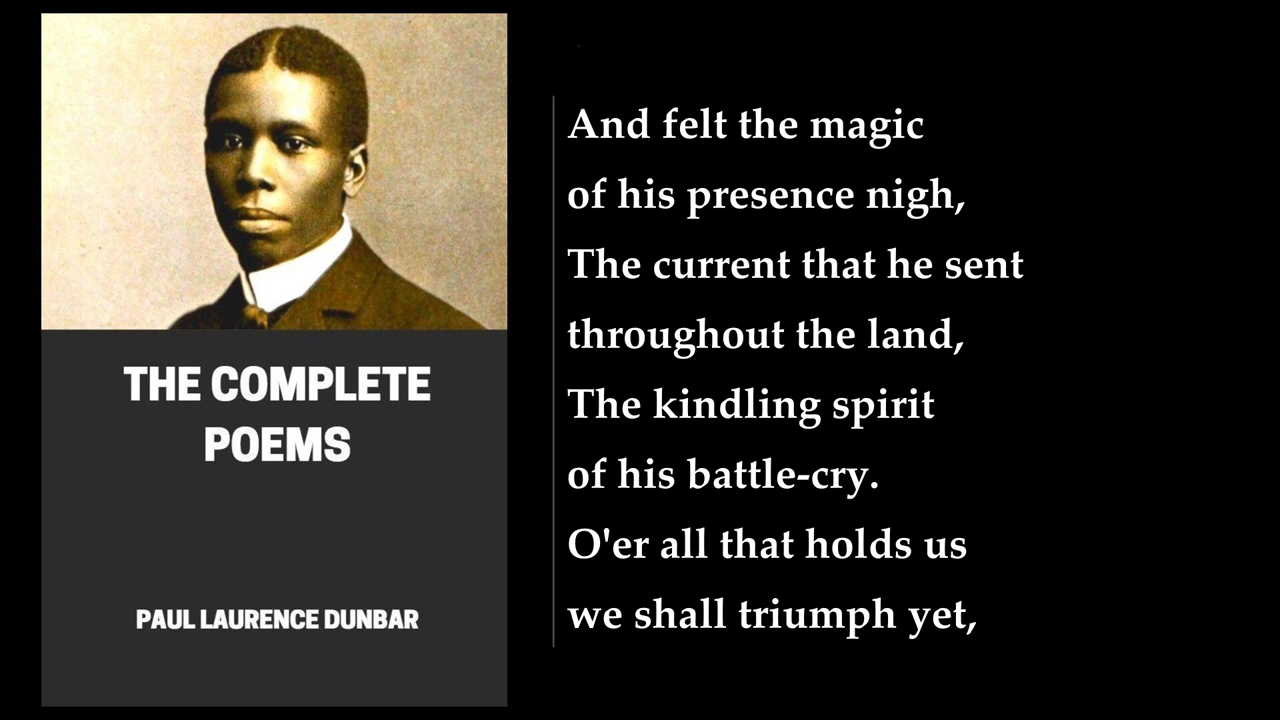 THE COMPLETE
POEMS
PAUL LAURENCE DUNBAR
And felt the magic
of his presence nigh,
The current that he sent
throughout the land,
The kindling spirit
of his battle-cry.
O'er all that holds us
we shall triumph yet,